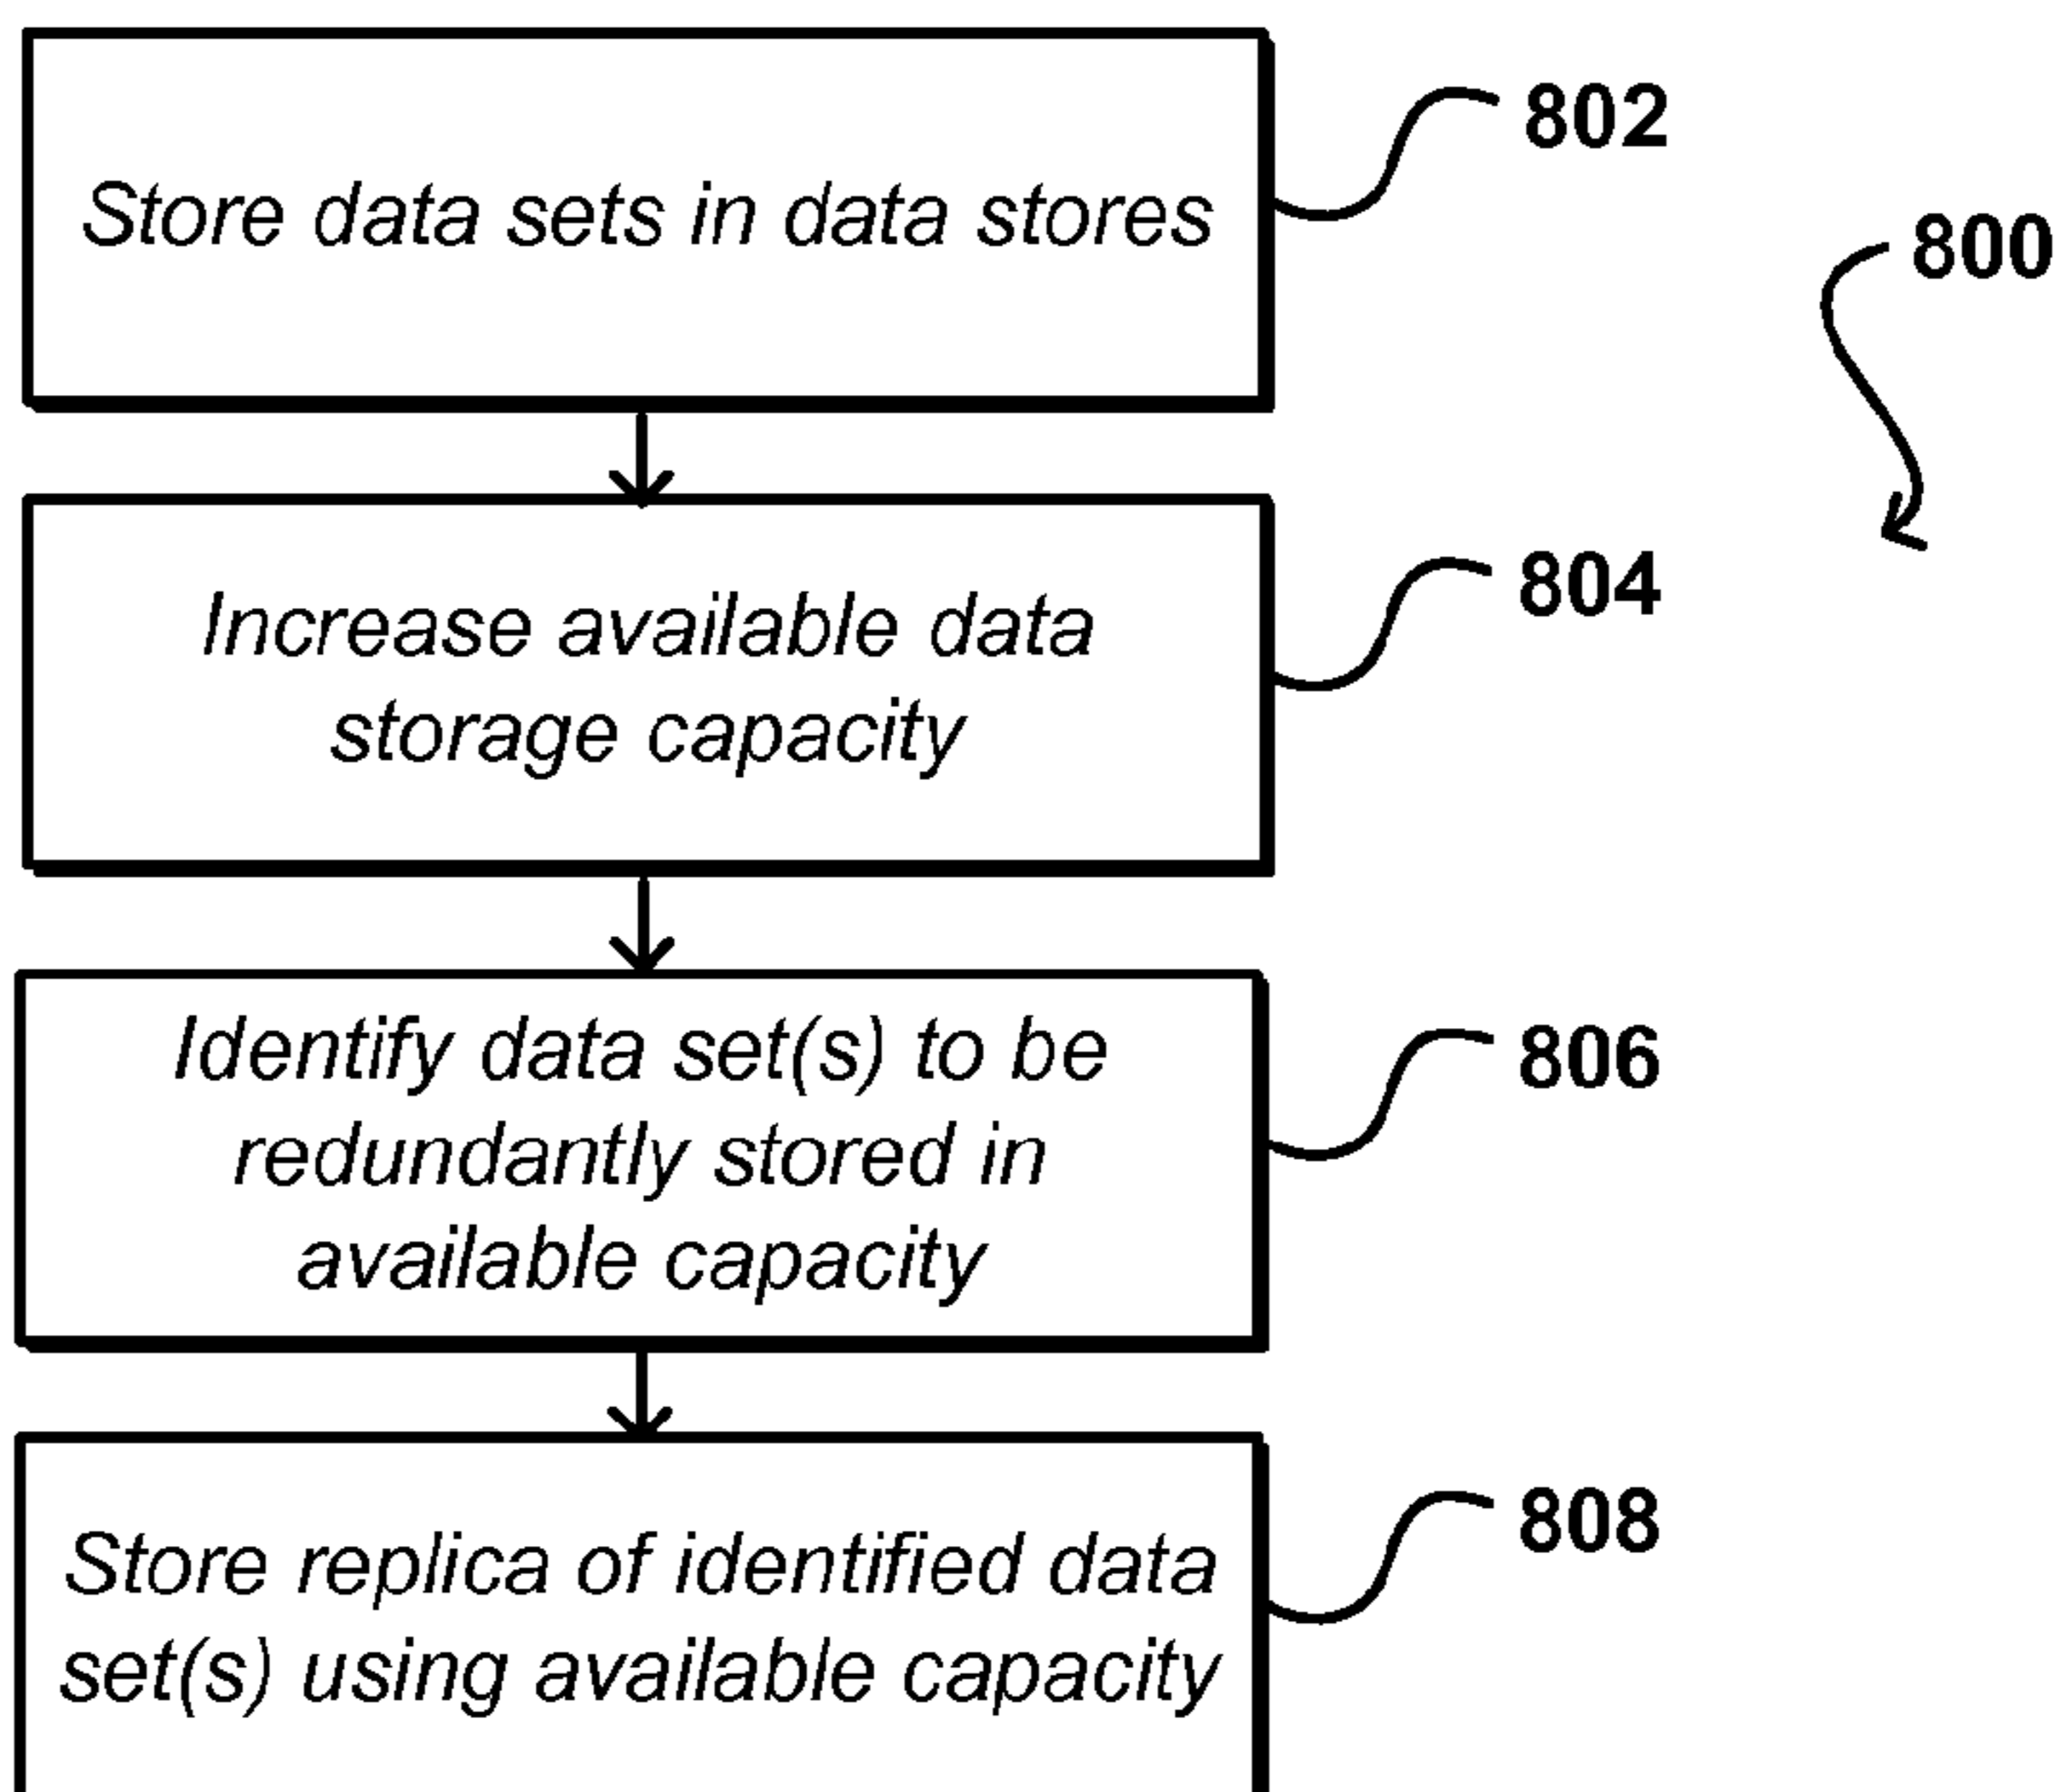 Store data sets in data stores
802
800
Increase available data
storage capacity
804
Identify data set(s) to be
redundantly stored in
available capacity
806
Store replica of identified data
set(s) using available capacity
808